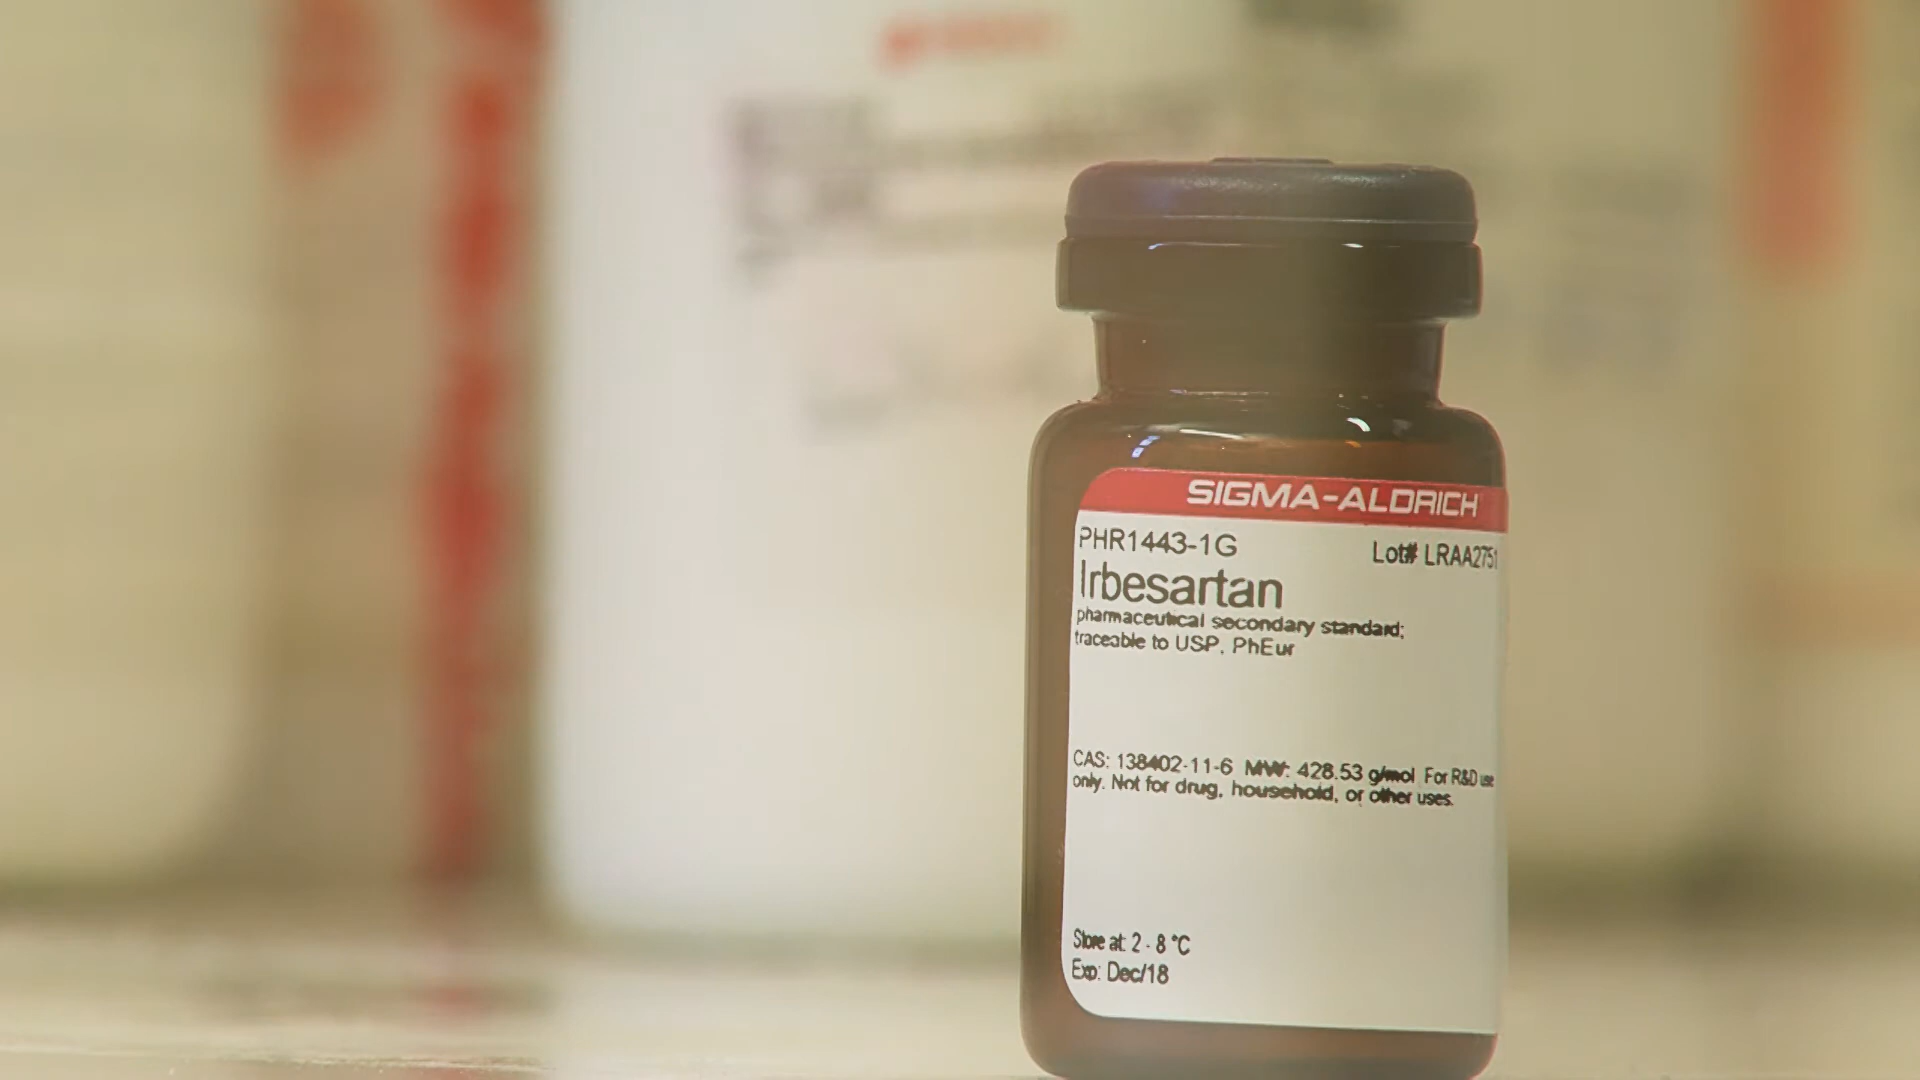 SIGMA-ALDRICH
PHR1443-1G Lot# LRAA2751
Irbesartan
pharmaceutical secondary standard;
traceable to USP, PhEur
CAS: 138402-11-6 MW: 428.53 g/mol For R&D use
only. Not for drug, household, or other uses.
Store at: 2 - 8 °C
Exp: Dec/18